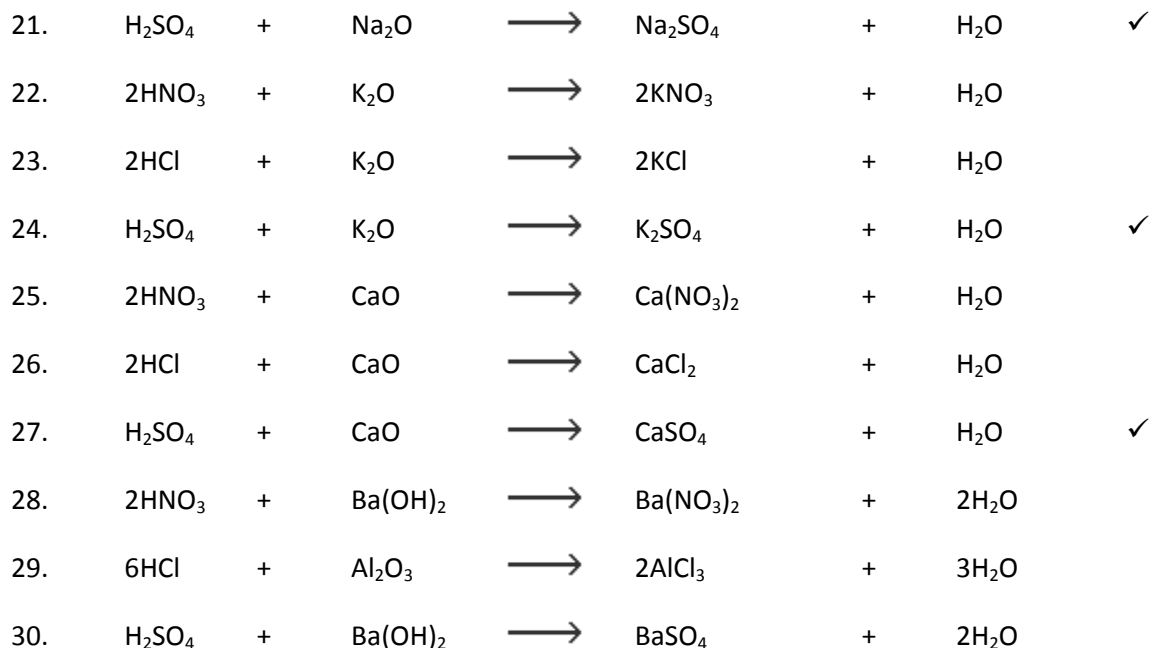 21. H₂SO₄ + Na₂O ⟶ Na₂SO₄ + H₂O ✓
22. 2HNO₃ + K₂O ⟶ 2KNO₃ + H₂O
23. 2HCl + K₂O ⟶ 2KCl + H₂O
24. H₂SO₄ + K₂O ⟶ K₂SO₄ + H₂O ✓
25. 2HNO₃ + CaO ⟶ Ca(NO₃)₂ + H₂O
26. 2HCl + CaO ⟶ CaCl₂ + H₂O
27. H₂SO₄ + CaO ⟶ CaSO₄ + H₂O ✓
28. 2HNO₃ + Ba(OH)₂ ⟶ Ba(NO₃)₂ + 2H₂O
29. 6HCl + Al₂O₃ ⟶ 2AlCl₃ + 3H₂O
30. H₂SO₄ + Ba(OH)₂ ⟶ BaSO₄ + 2H₂O